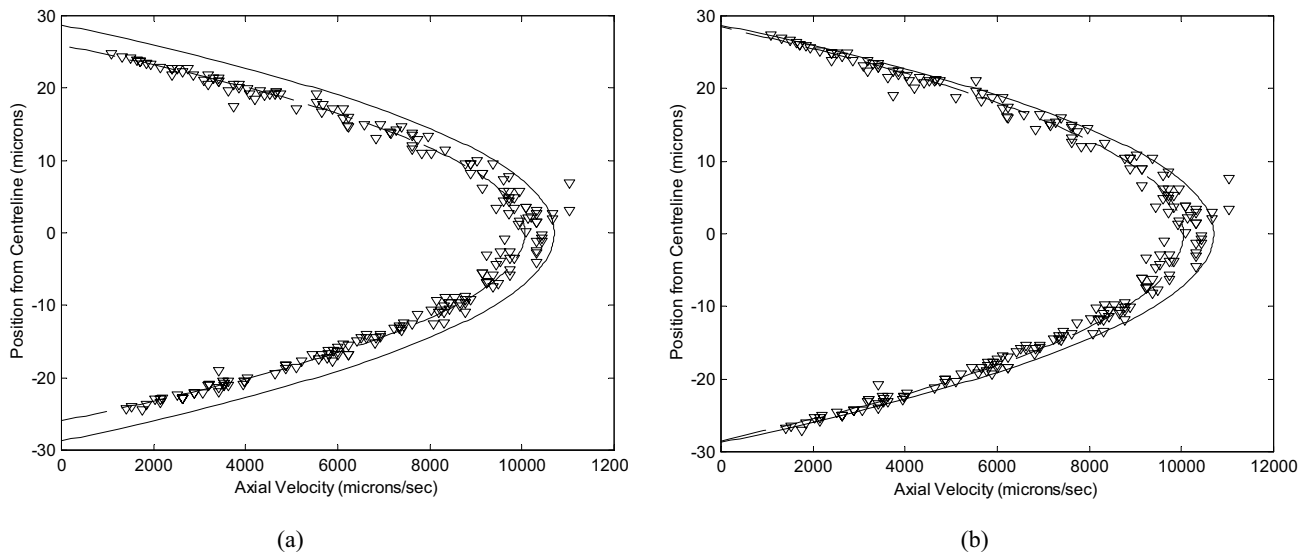 30
20
10
0
-10
-20
-30
Position from Centreline (microns)
0 2000 4000 6000 8000 10000 1200
Axial Velocity (microns/sec)
(a)
30
20
10
0
-10
-20
-30
Position from Centreline (microns)
0 2000 4000 6000 8000 10000 12000
Axial Velocity (microns/sec)
(b)